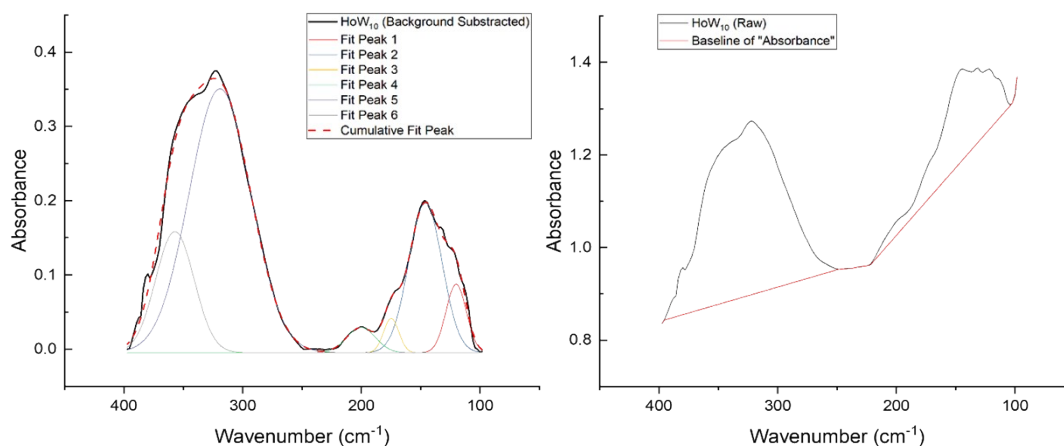 HoW₁₀ (Background Substracted)
Fit Peak 1
Fit Peak 2
Fit Peak 3
Fit Peak 4
Fit Peak 5
Fit Peak 6
Cumulative Fit Peak
0.4
0.3
0.2
0.1
0.0
Absorbance
400 300 200 100
Wavenumber (cm⁻¹)
HoW₁₀ (Raw)
Baseline of "Absorbance"
1.4
1.2
1.0
0.8
Absorbance
400 300 200 100
Wavenumber (cm⁻¹)